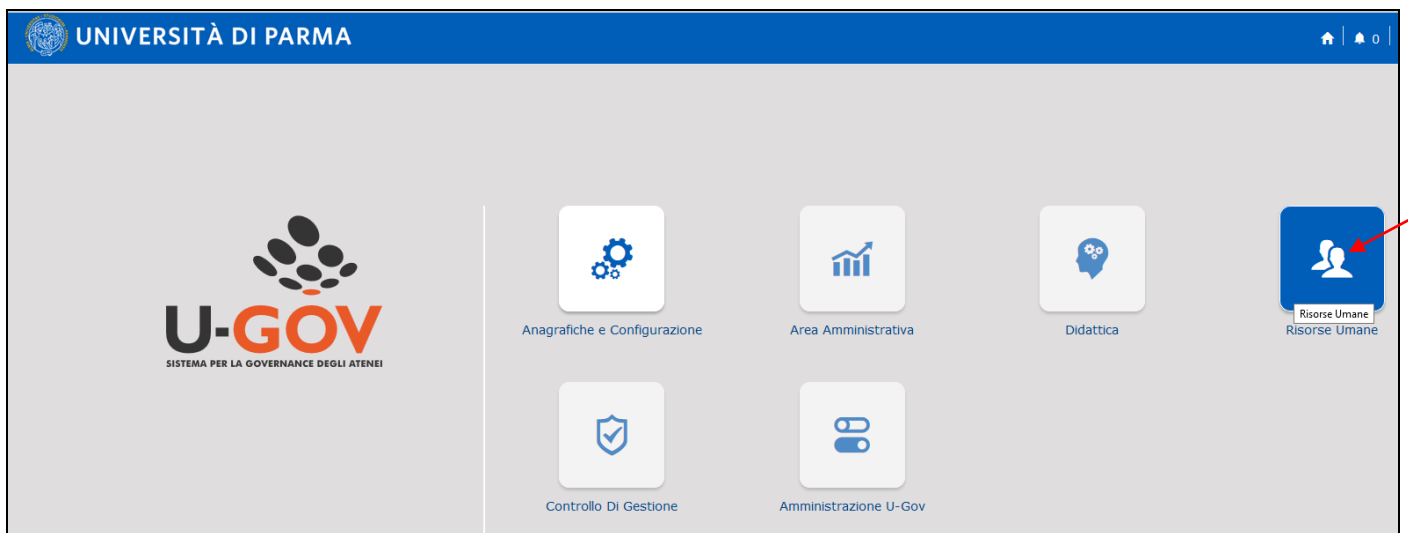 UNIVERSITÀ DI PARMA
0
U-GOV
SISTEMA PER LA GOVERNANCE DEGLI ATENEI
Anagrafiche e Configurazione
Area Amministrativa
Didattica
Risorse Umane
Risorse Umane
Controllo Di Gestione
Amministrazione U-Gov